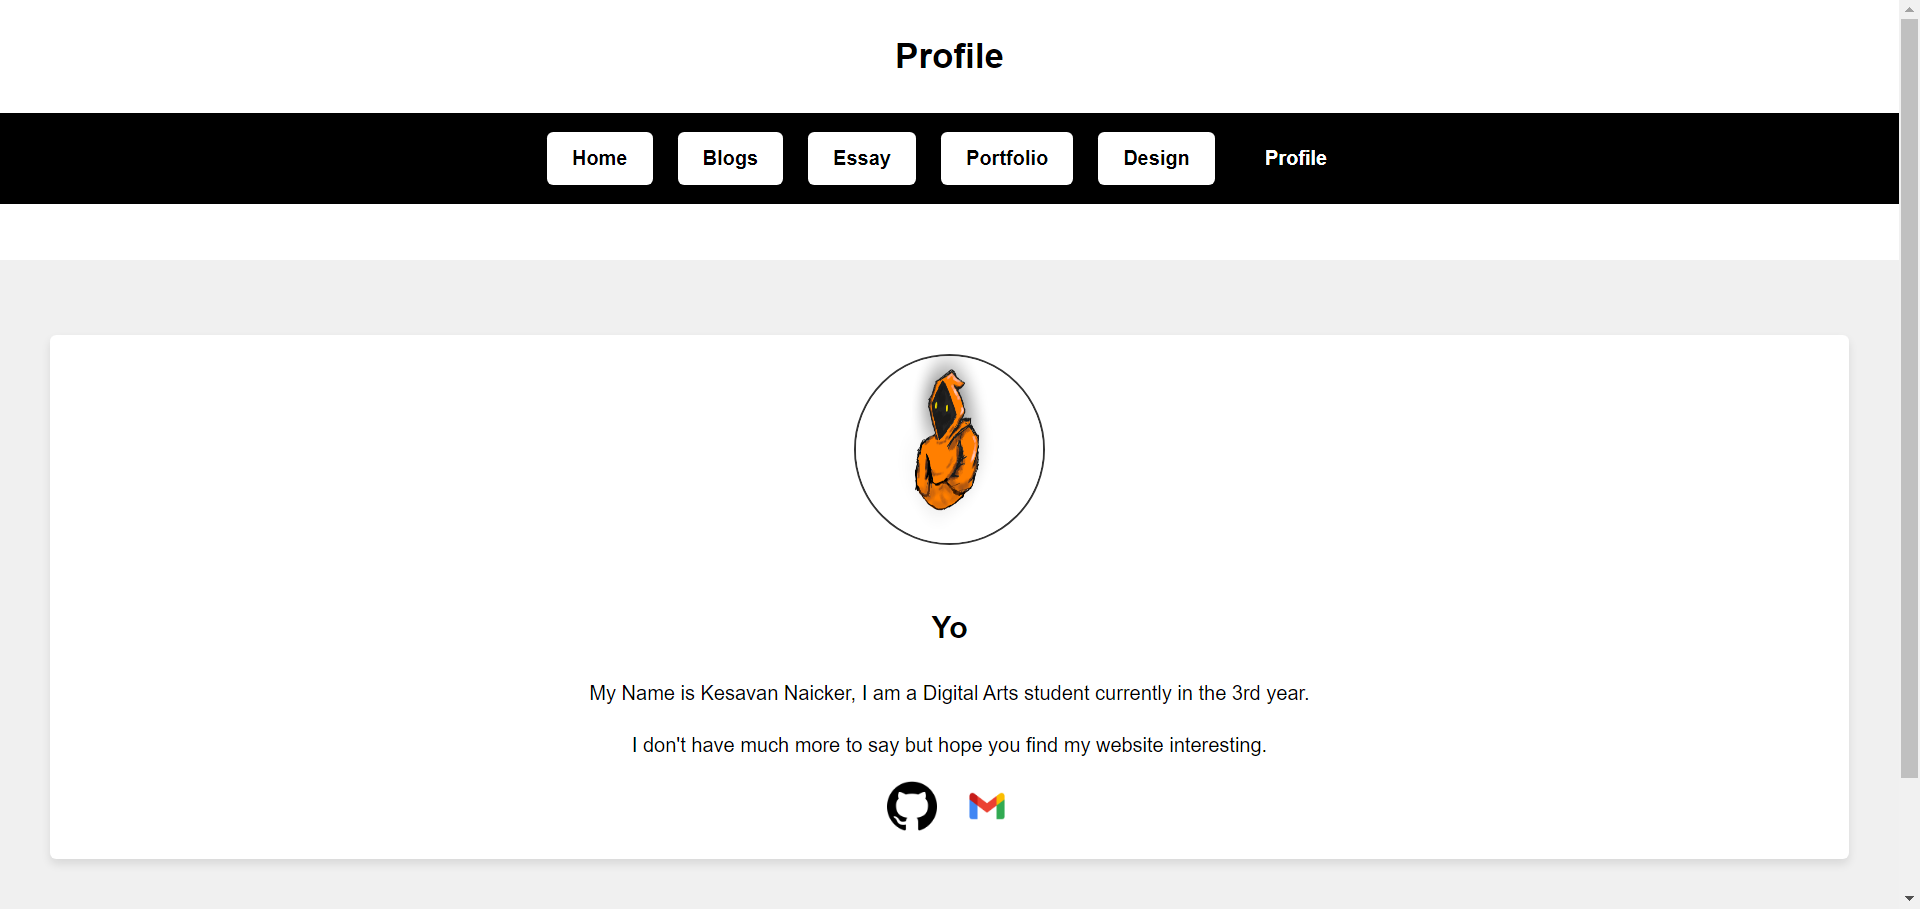 Profile
Home Blogs Essay Portfolio Design Profile
Yo
My Name is Kesavan Naicker, I am a Digital Arts student currently in the 3rd year.
I don't have much more to say but hope you find my website interesting.